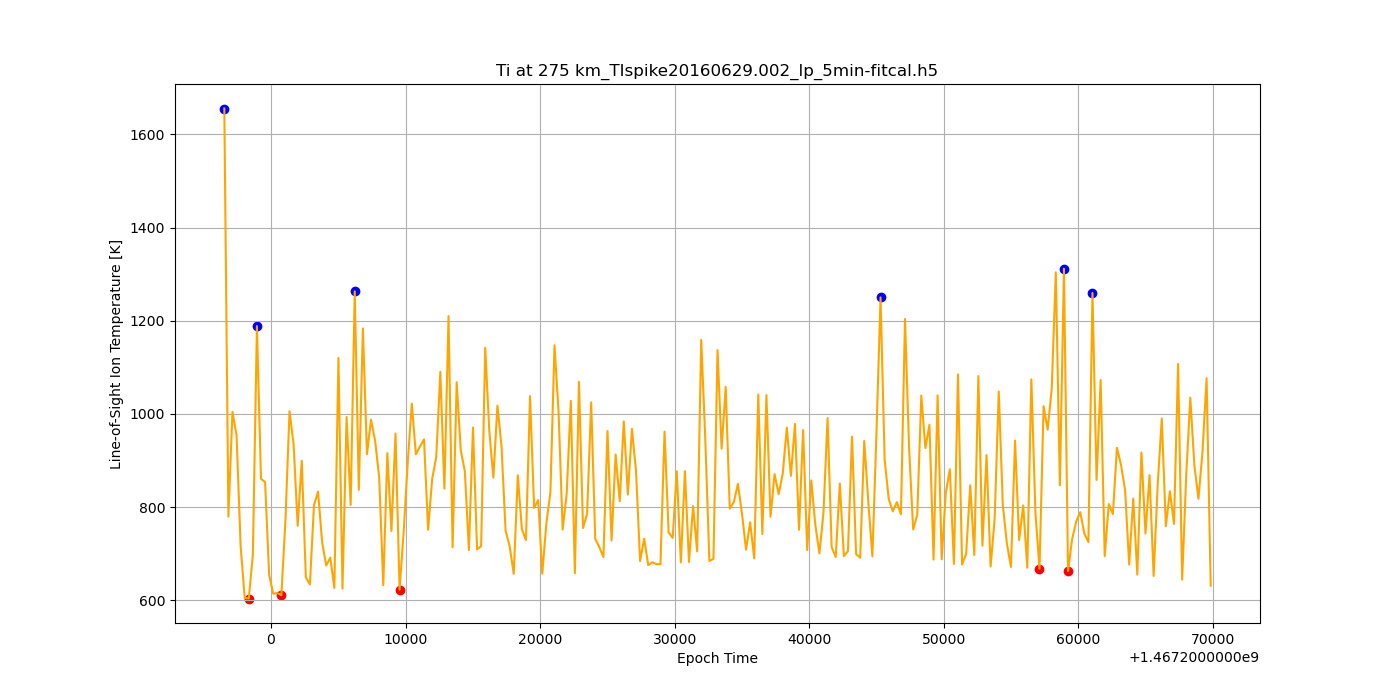 Ti at 275 km_TIspike20160629.002_lp_5min-fitcal.h5
Line-of-Sight Ion Temperature [K]
1600
1400
1200
1000
800
600
0 10000 20000 30000 40000 50000 60000 70000
Epoch Time
+1.4672000000e9